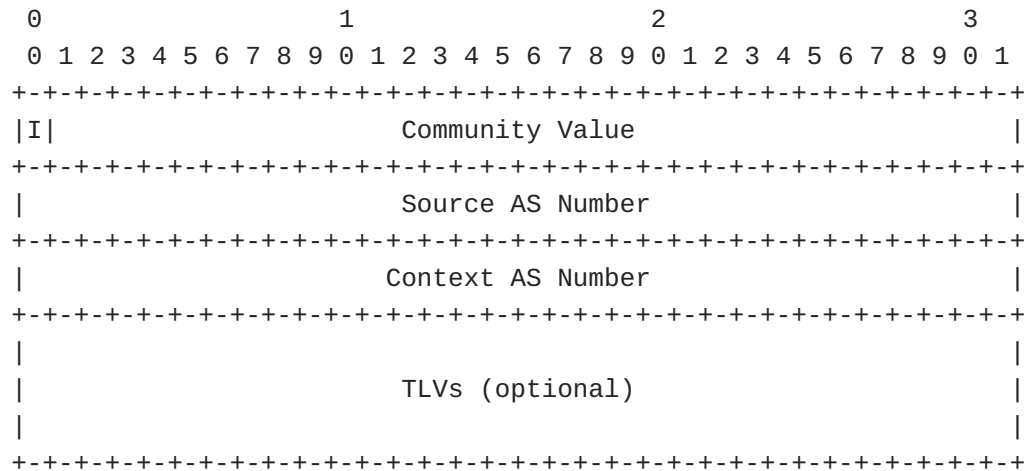 0                   1                   2                   3
 0 1 2 3 4 5 6 7 8 9 0 1 2 3 4 5 6 7 8 9 0 1 2 3 4 5 6 7 8 9 0 1
+-+-+-+-+-+-+-+-+-+-+-+-+-+-+-+-+-+-+-+-+-+-+-+-+-+-+-+-+-+-+-+-+
|I|                      Community Value                        |
+-+-+-+-+-+-+-+-+-+-+-+-+-+-+-+-+-+-+-+-+-+-+-+-+-+-+-+-+-+-+-+-+
|                        Source AS Number                       |
+-+-+-+-+-+-+-+-+-+-+-+-+-+-+-+-+-+-+-+-+-+-+-+-+-+-+-+-+-+-+-+-+
|                       Context AS Number                       |
+-+-+-+-+-+-+-+-+-+-+-+-+-+-+-+-+-+-+-+-+-+-+-+-+-+-+-+-+-+-+-+-+
|                                                               |
|                        TLVs (optional)                        |
|                                                               |
+-+-+-+-+-+-+-+-+-+-+-+-+-+-+-+-+-+-+-+-+-+-+-+-+-+-+-+-+-+-+-+-+